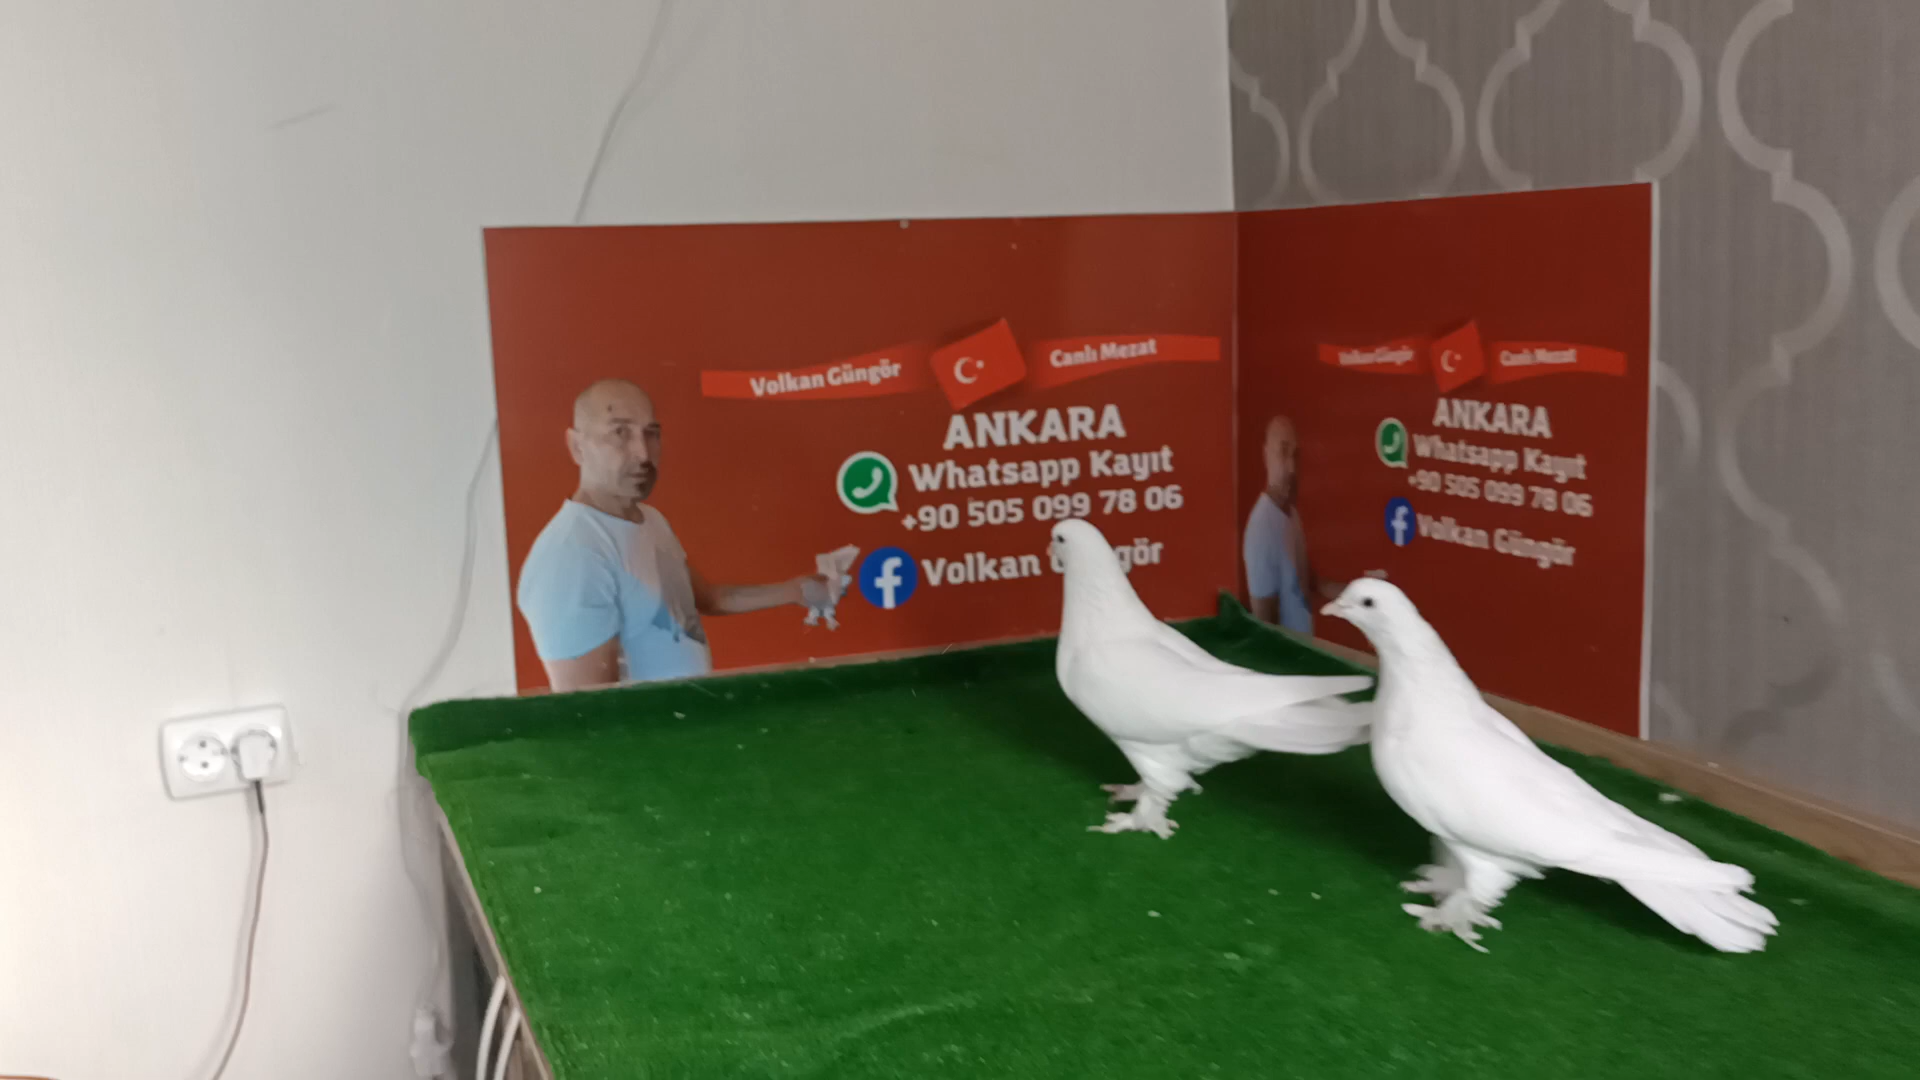 Volkan Güngör
Canlı Mezat
ANKARA
Whatsapp Kayıt
+90 505 099 78 06
Volkan G gör
Volkan Güngör
Canlı Mezat
ANKARA
Whatsapp Kayıt
+90 505 099 78 06
Volkan Güngör